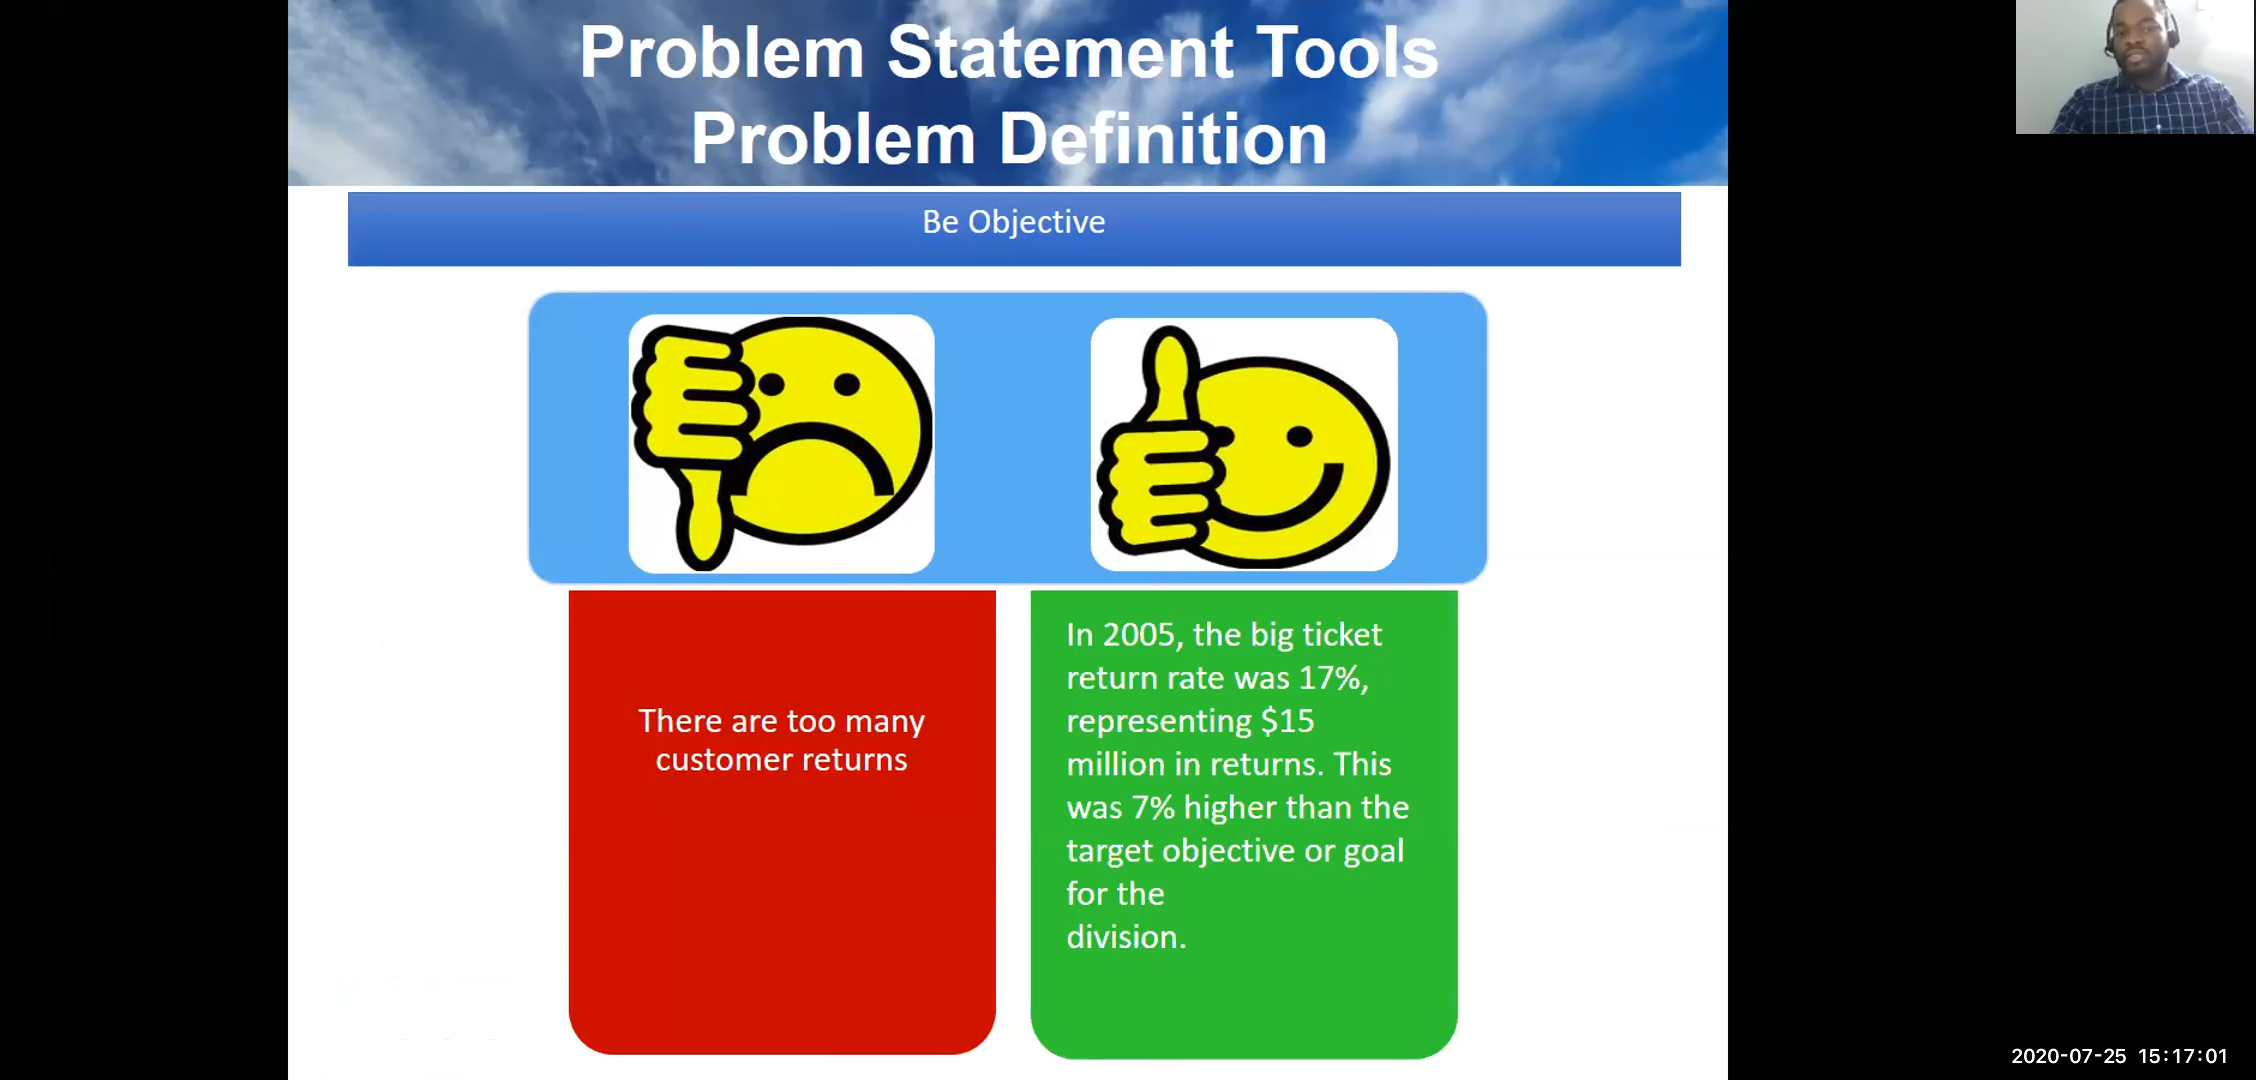 Problem Statement Tools
Problem Definition
Be Objective
There are too many
customer returns
In 2005, the big ticket
return rate was 17%,
representing $15
million in returns. This
was 7% higher than the
target objective or goal
for the
division.
2020-07-25 15:17:01